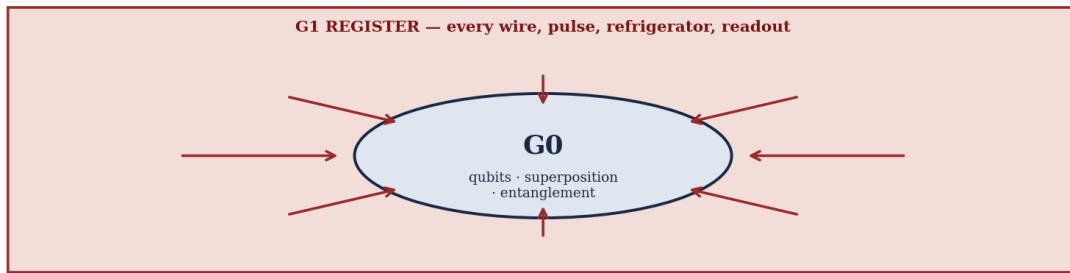 G1 REGISTER — every wire, pulse, refrigerator, readout
G0
qubits · superposition
· entanglement